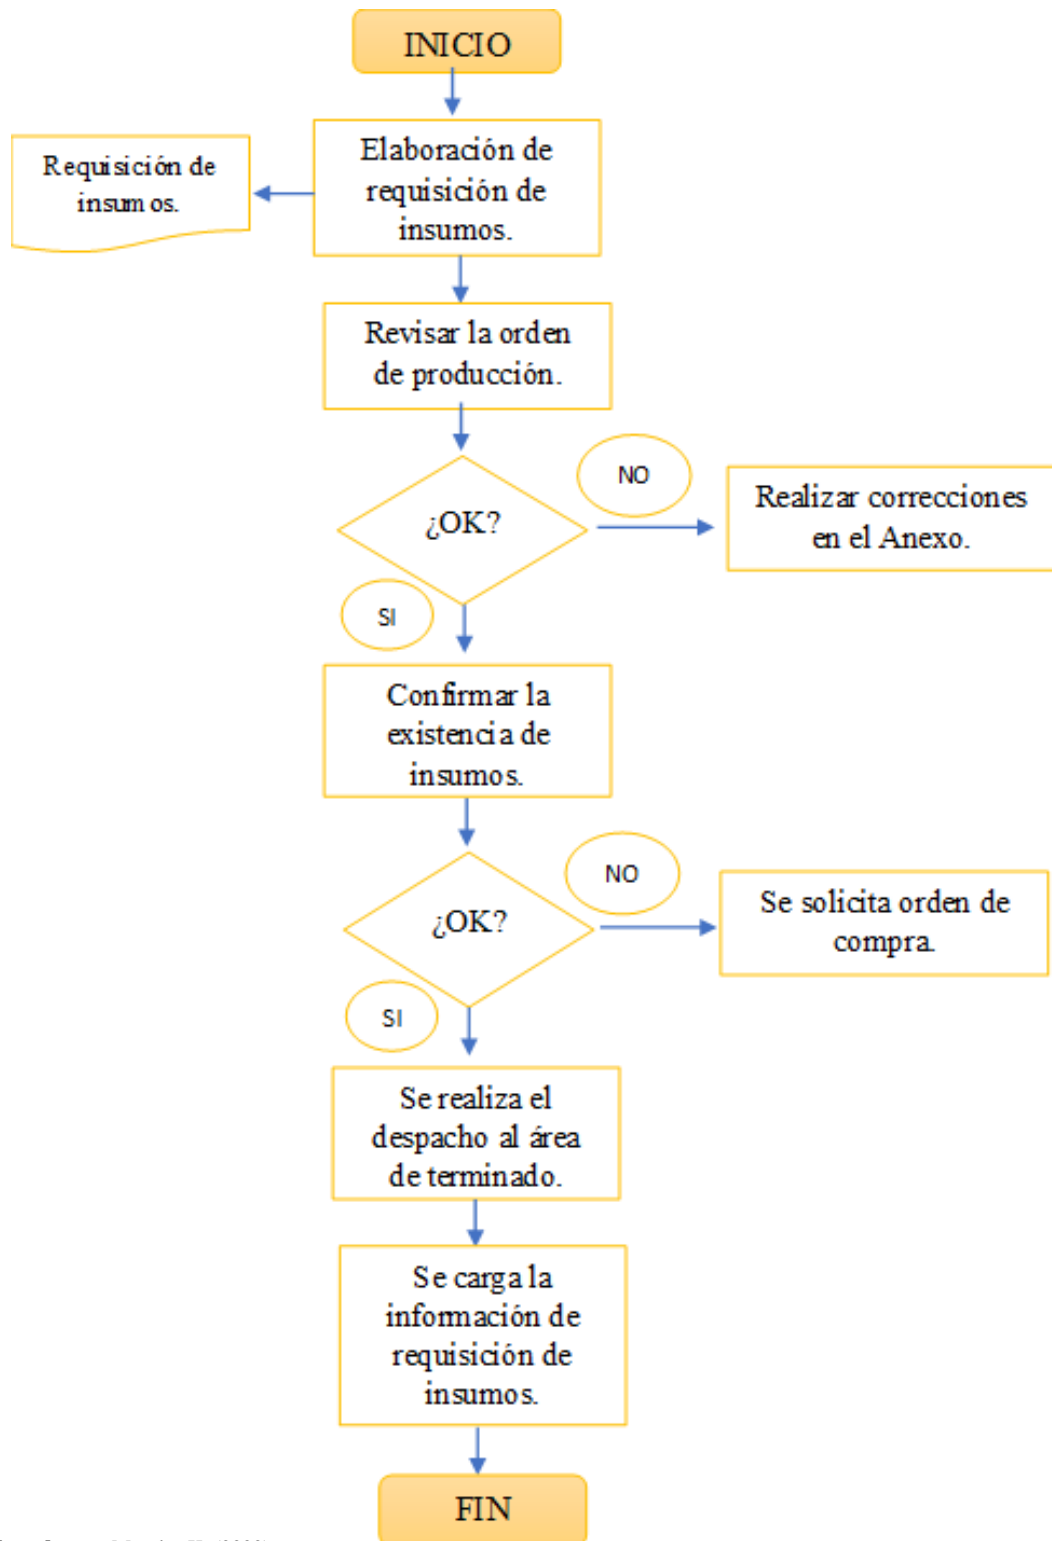 INICIO
Elaboración de
requisición de
insumos.
Requisición de
insumos.
Revisar la orden
de producción.
¿OK?
NO
Realizar correcciones
en el Anexo.
SI
Confirmar la
existencia de
insumos.
¿OK?
NO
Se solicita orden de
compra.
SI
Se realiza el
despacho al área
de terminado.
Se carga la
información de
requisición de
insumos.
FIN